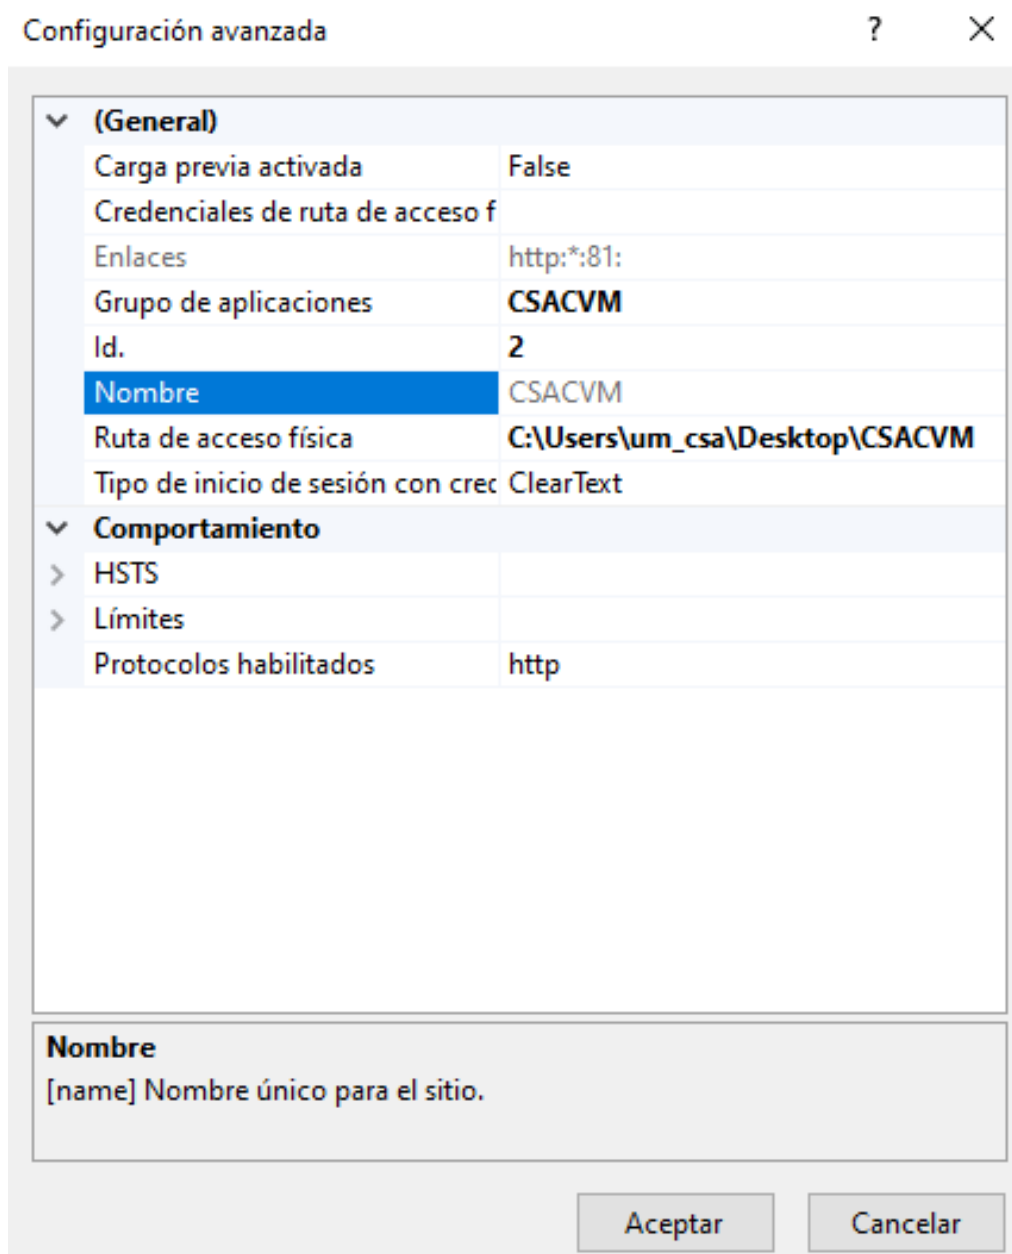 Configuración avanzada ? ×
(General)
Carga previa activada False
Credenciales de ruta de acceso f
Enlaces http:*:81:
Grupo de aplicaciones CSACVM
Id. 2
Nombre CSACVM
Ruta de acceso física C:\Users\um_csa\Desktop\CSACVM
Tipo de inicio de sesión con crec ClearText
Comportamiento
HSTS
Límites
Protocolos habilitados http
Nombre
[name] Nombre único para el sitio.
Aceptar Cancelar